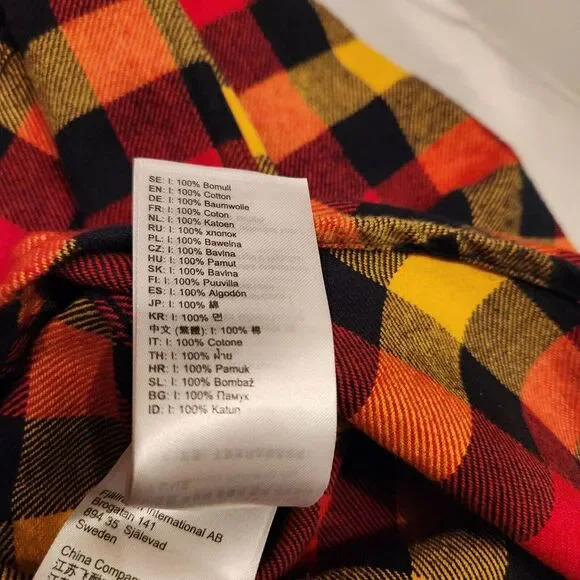 SE: I: 100% Bomull
EN: I: 100% Cotton
DE: I: 100% Baumwolle
FR: I: 100% Coton
NL: I: 100% Katoen
RU: I: 100% хлопок
PL: I: 100% Bawełna
CZ: I: 100% Bavlna
HU: I: 100% Pamut
SK: I: 100% Bavlna
FI: I: 100% Puuvilla
ES: I: 100% Algodón
JP: I: 100% 綿
KR: I: 100% 면
中文 (繁體): I: 100% 棉
IT: I: 100% Cotone
TH: I: 100% ฝ้าย
HR: I: 100% Pamuk
SL: I: 100% Bombaž
BG: I: 100% Памук
ID: I: 100% Katun
International AB
Brogatan 141
894 35 Själevad
Sweden
China Company
江苏飞